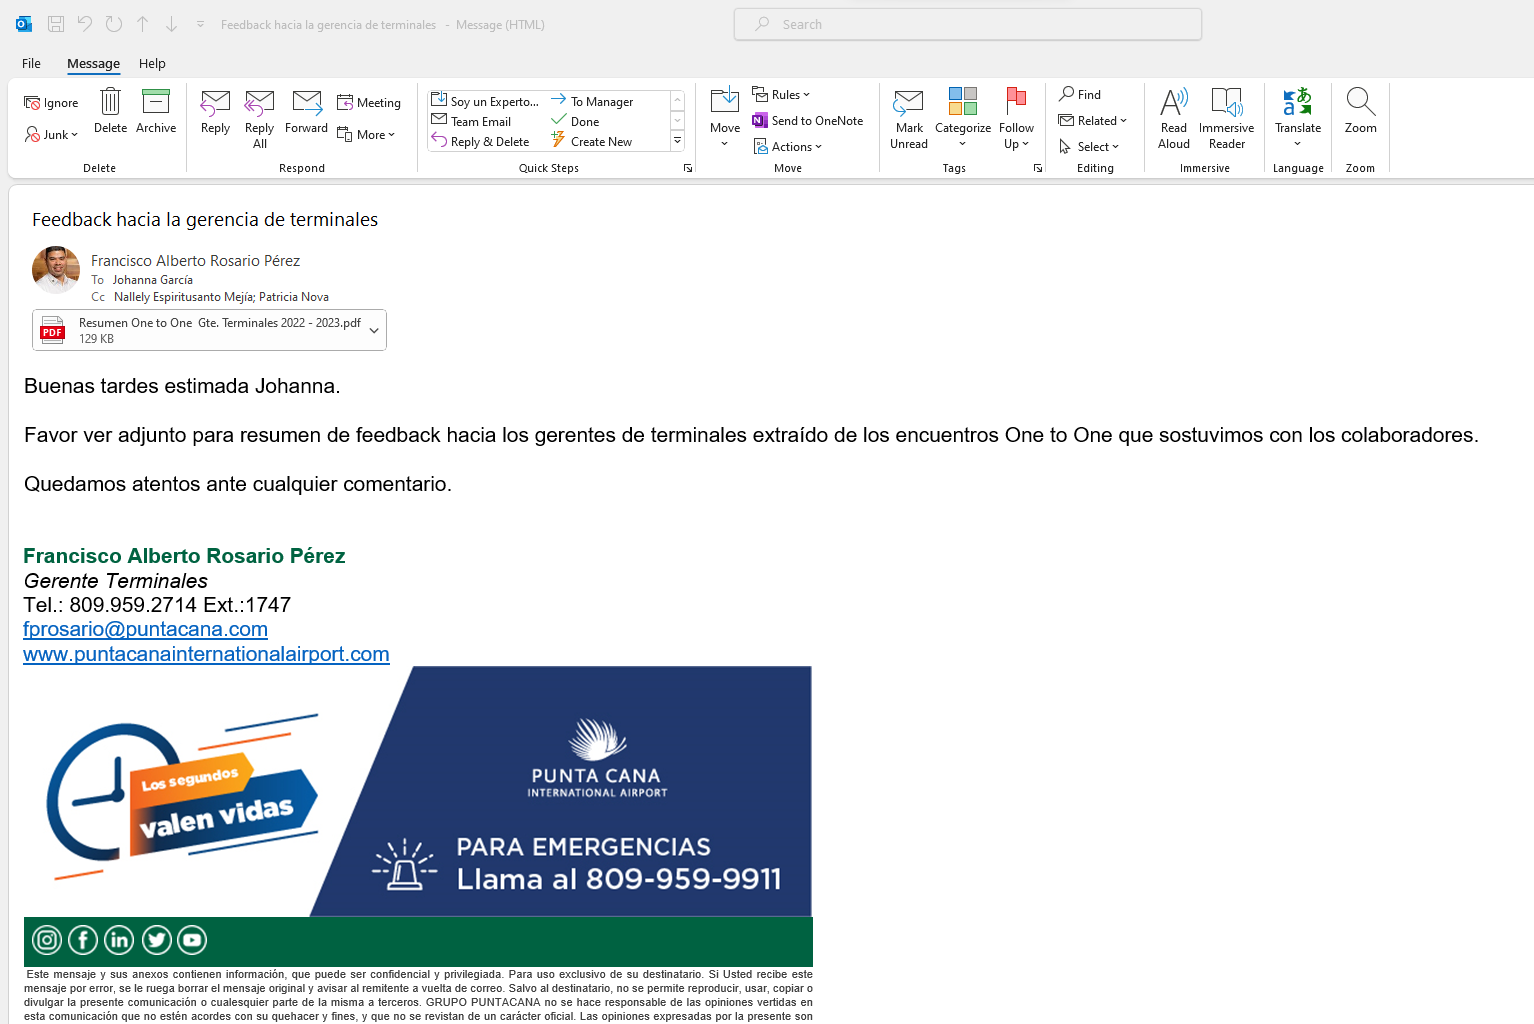 Feedback hacia la gerencia de terminales - Message (HTML)
Search
File Message Help
Ignore
Junk
Delete
Archive
Delete
Reply
Reply All
Forward
Meeting
More
Respond
Soy un Experto...
Team Email
Reply & Delete
To Manager
Done
Create New
Quick Steps
Move
Rules
Send to OneNote
Actions
Move
Mark Unread
Categorize
Follow Up
Tags
Find
Related
Select
Editing
Read Aloud
Immersive Reader
Immersive
Translate
Language
Zoom
Zoom
Feedback hacia la gerencia de terminales
Francisco Alberto Rosario Pérez
To Johanna García
Cc Nallely Espiritusanto Mejía; Patricia Nova
PDF
Resumen One to One Gte. Terminales 2022 - 2023.pdf
129 KB
Buenas tardes estimada Johanna.
Favor ver adjunto para resumen de feedback hacia los gerentes de terminales extraído de los encuentros One to One que sostuvimos con los colaboradores.
Quedamos atentos ante cualquier comentario.
Francisco Alberto Rosario Pérez
Gerente Terminales
Tel.: 809.959.2714 Ext.:1747
fprosario@puntacana.com
www.puntacanainternationalairport.com
Los segundos
valen vidas
PUNTA CANA
INTERNATIONAL AIRPORT
PARA EMERGENCIAS
Llama al 809-959-9911
Este mensaje y sus anexos contienen información, que puede ser confidencial y privilegiada. Para uso exclusivo de su destinatario. Si Usted recibe este
mensaje por error, se le ruega borrar el mensaje original y avisar al remitente a vuelta de correo. Salvo al destinatario, no se permite reproducir, usar, copiar o
divulgar la presente comunicación o cualesquier parte de la misma a terceros. GRUPO PUNTACANA no se hace responsable de las opiniones vertidas en
esta comunicación que no estén acordes con su quehacer y fines, y que no se revistan de un carácter oficial. Las opiniones expresadas por la presente son